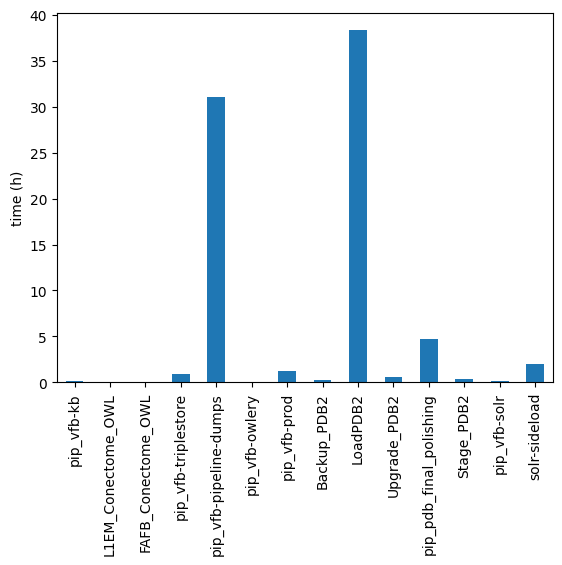 time (h)
40
35
30
25
20
15
10
5
0
pip_vfb-kb
L1EM_Conectome_OWL
FAFB_Conectome_OWL
pip_vfb-triplestore
pip_vfb-pipeline-dumps
pip_vfb-owlery
pip_vfb-prod
Backup_PDB2
LoadPDB2
Upgrade_PDB2
pip_pdb_final_polishing
Stage_PDB2
pip_vfb-solr
solr-sideload